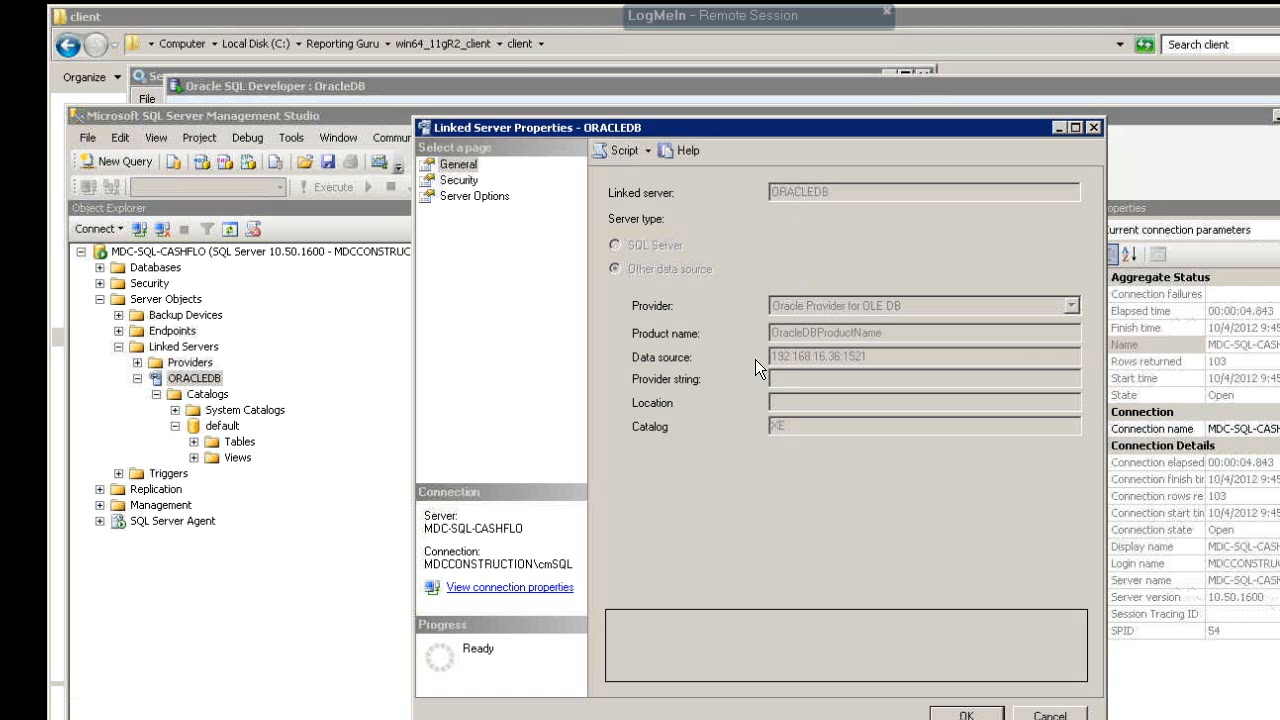 client
LogMeIn - Remote Session
Computer Local Disk (C:) Reporting Guru win64_11gR2_client client
Search client
Organize
Se
Oracle SQL Developer : OracleDB
File
Microsoft SQL Server Management Studio
File Edit View Project Debug Tools Window Commur
New Query
Execute
Object Explorer
Connect
MDC-SQL-CASHFLO (SQL Server 10.50.1600 - MDCCONSTRUC
Databases
Security
Server Objects
Backup Devices
Endpoints
Linked Servers
Providers
ORACLEDB
Catalogs
System Catalogs
default
Tables
Views
Triggers
Replication
Management
SQL Server Agent
Linked Server Properties - ORACLEDB
Select a page
General
Security
Server Options
Script Help
Linked server: ORACLEDB
Server type:
SQL Server
Other data source
Provider: Oracle Provider for OLE DB
Product name: OracleDBProductName
Data source: 192.168.16.36:1521
Provider string:
Location
Catalog XE
Connection
Server:
MDC-SQL-CASHFLO
Connection:
MDCCONSTRUCTION\cmSQL
View connection properties
Progress
Ready
OK Cancel
operties
urrent connection parameters
Aggregate Status
Connection failures
Elapsed time 00:00:04.843
Finish time 10/4/2012 9:45
Name MDC-SQL-CASH
Rows returned 103
Start time 10/4/2012 9:45
State Open
Connection
Connection name MDC-SQL-CASH
Connection Details
Connection elapsed 00:00:04.843
Connection finish tir 10/4/2012 9:45
Connection rows re 103
Connection start tin 10/4/2012 9:45
Connection state Open
Display name MDC-SQL-CASH
Login name MDCCONSTRU
Server name MDC-SQL-CASH
Server version 10.50.1600
Session Tracing ID
SPID 54